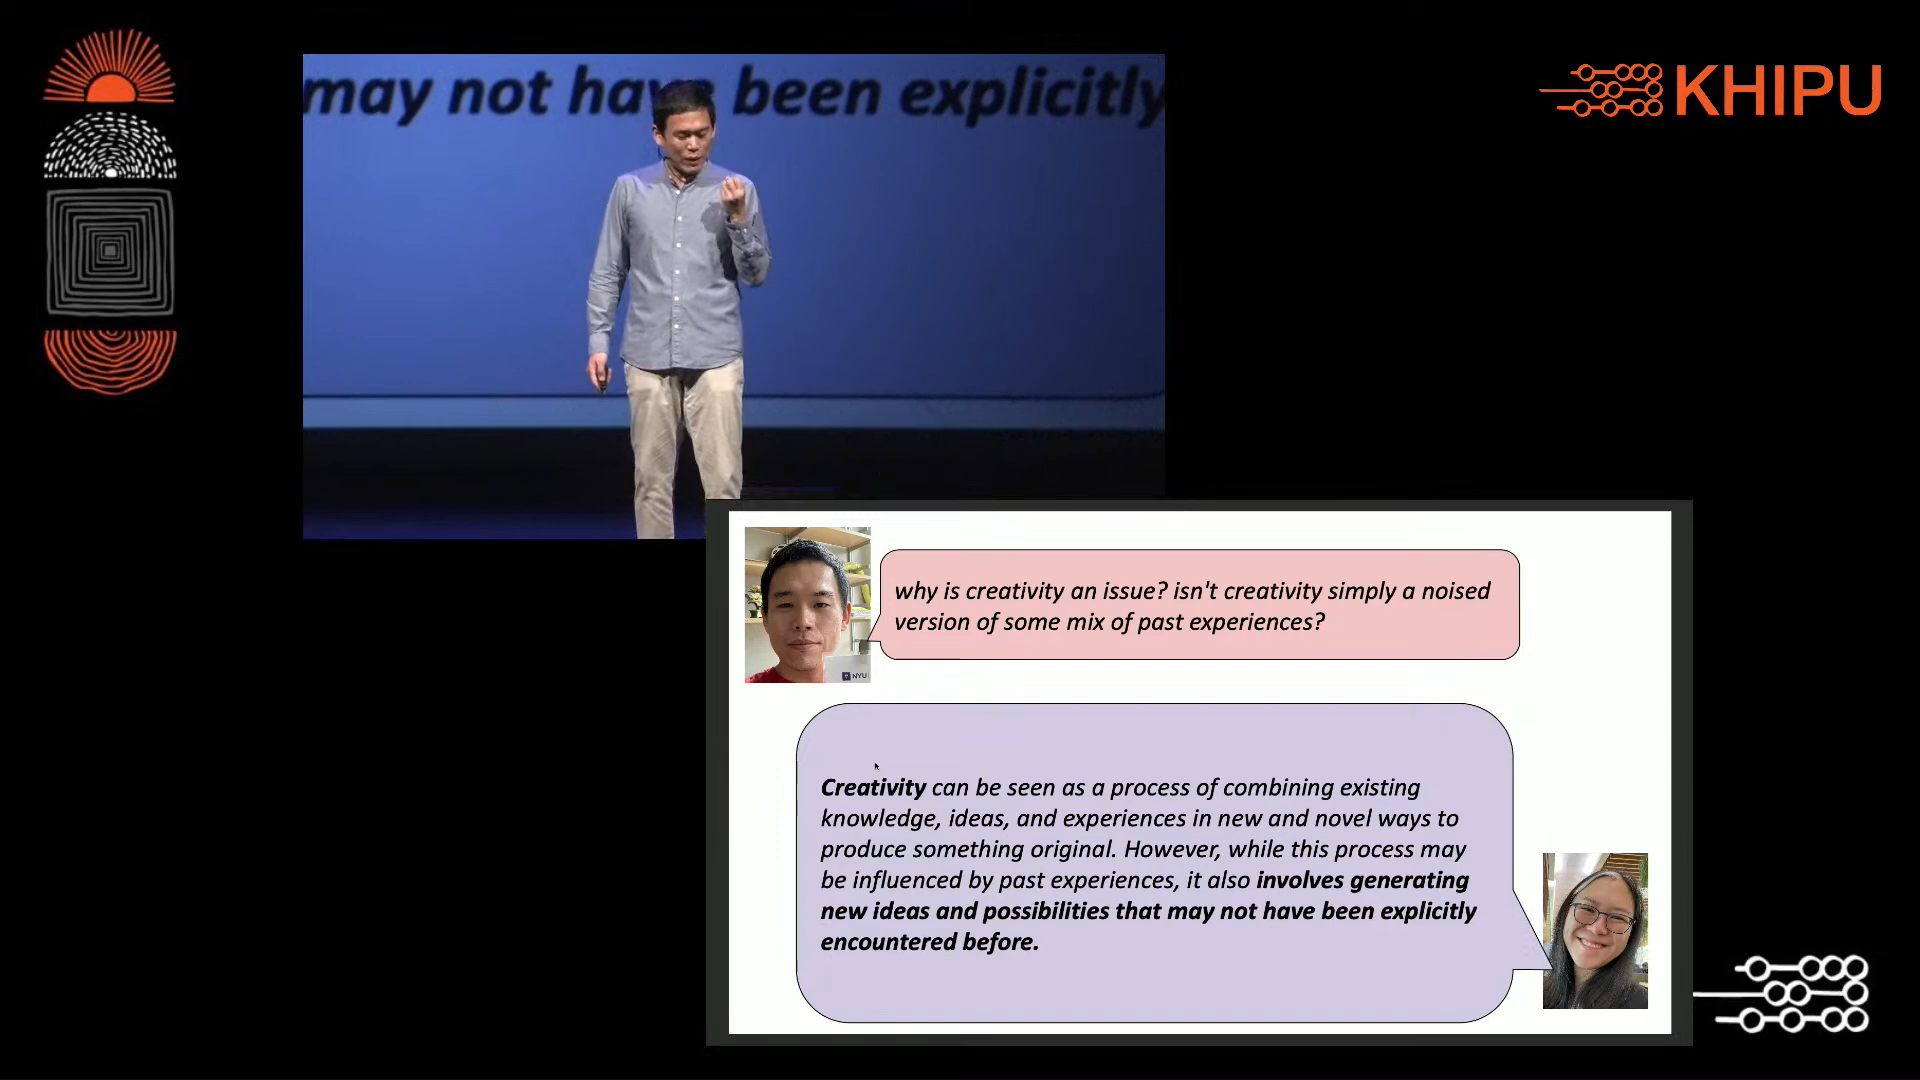 may not have been explicitly
KHIPU
why is creativity an issue? isn't creativity simply a noised
version of some mix of past experiences?
NYU
Creativity can be seen as a process of combining existing
knowledge, ideas, and experiences in new and novel ways to
produce something original. However, while this process may
be influenced by past experiences, it also involves generating
new ideas and possibilities that may not have been explicitly
encountered before.